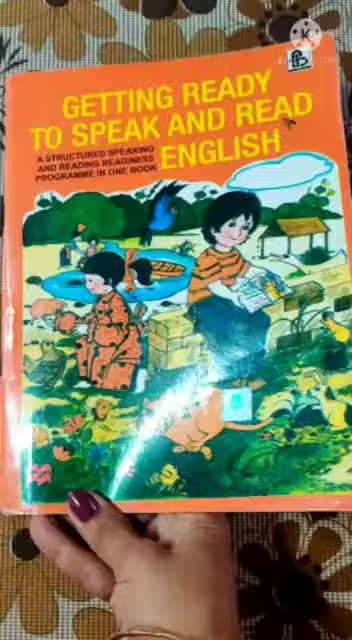 GETTING READY
TO SPEAK AND READ
ENGLISH
A STRUCTURED SPEAKING
AND READING READINESS
PROGRAMME IN ONE BOOK